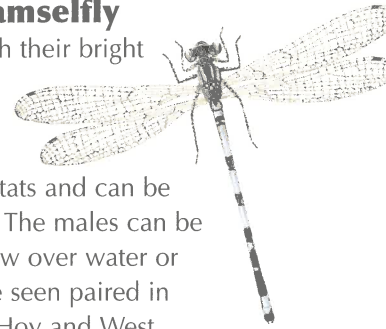 amselfly
h their bright
tats and can be
The males can be
w over water or
e seen paired in
Hoy and West